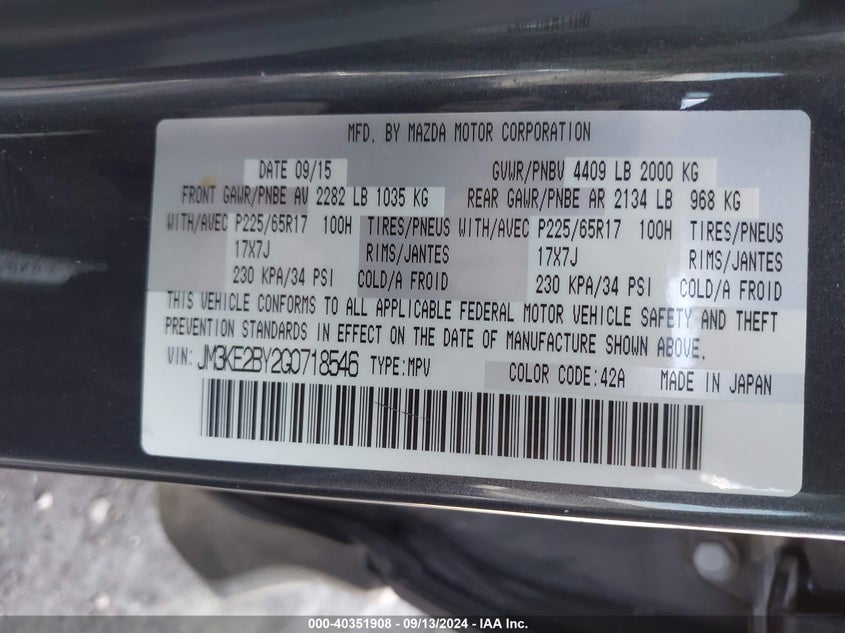 MFD. BY MAZDA MOTOR CORPORATION
DATE 09/15 GVWR/PNBV 4409 LB 2000 KG
FRONT GAWR/PNBE AV 2282 LB 1035 KG REAR GAWR/PNBE AR 2134 LB 968 KG
WITH/AVEC P225/65R17 100H TIRES/PNEUS WITH/AVEC P225/65R17 100H TIRES/PNEUS
17X7J RIMS/JANTES 17X7J RIMS/JANTES
230 KPA/34 PSI COLD/A FROID 230 KPA/34 PSI COLD/A FROID
THIS VEHICLE CONFORMS TO ALL APPLICABLE FEDERAL MOTOR VEHICLE SAFETY AND THEFT
PREVENTION STANDARDS IN EFFECT ON THE DATE OF MANUFACTURE SHOWN ABOVE.
VIN: JM3KE2BY2G0718546 TYPE:MPV COLOR CODE:42A MADE IN JAPAN
000-40351908 - 09/13/2024 - IAA Inc.